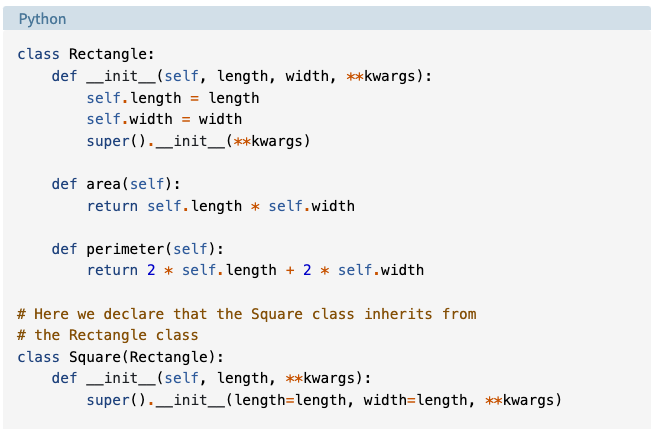 Python
class Rectangle:
    def __init__(self, length, width, **kwargs):
        self.length = length
        self.width = width
        super().__init__(**kwargs)

    def area(self):
        return self.length * self.width

    def perimeter(self):
        return 2 * self.length + 2 * self.width

# Here we declare that the Square class inherits from
# the Rectangle class
class Square(Rectangle):
    def __init__(self, length, **kwargs):
        super().__init__(length=length, width=length, **kwargs)